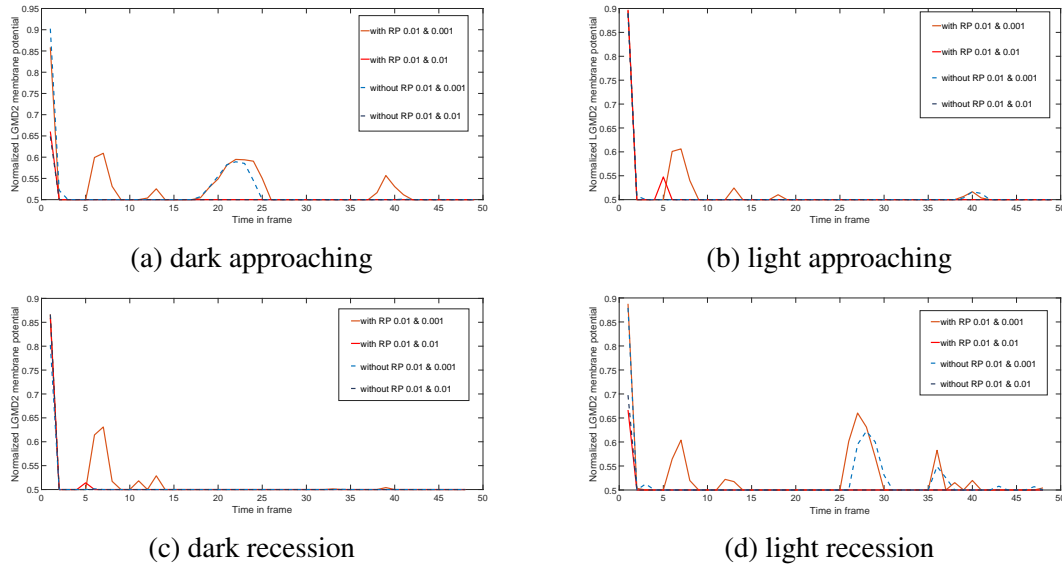 Normalized LGMD2 membrane potential
0.95
0.9
0.85
0.8
0.75
0.7
0.65
0.6
0.55
0.5
0 5 10 15 20 25 30 35 40 45 50
Time in frame
with RP 0.01 & 0.001
with RP 0.01 & 0.01
without RP 0.01 & 0.001
without RP 0.01 & 0.01
(a) dark approaching
Normalized LGMD2 membrane potential
0.9
0.85
0.8
0.75
0.7
0.65
0.6
0.55
0.5
0 5 10 15 20 25 30 35 40 45 50
Time in frame
with RP 0.01 & 0.001
with RP 0.01 & 0.01
without RP 0.01 & 0.001
without RP 0.01 & 0.01
(b) light approaching
Normalized LGMD2 membrane potential
0.9
0.85
0.8
0.75
0.7
0.65
0.6
0.55
0.5
0 5 10 15 20 25 30 35 40 45 50
Time in frame
with RP 0.01 & 0.001
with RP 0.01 & 0.01
without RP 0.01 & 0.001
without RP 0.01 & 0.01
(c) dark recession
Normalized LGMD2 membrane potential
0.9
0.85
0.8
0.75
0.7
0.65
0.6
0.55
0.5
0 5 10 15 20 25 30 35 40 45 50
Time in frame
with RP 0.01 & 0.001
with RP 0.01 & 0.01
without RP 0.01 & 0.001
without RP 0.01 & 0.01
(d) light recession